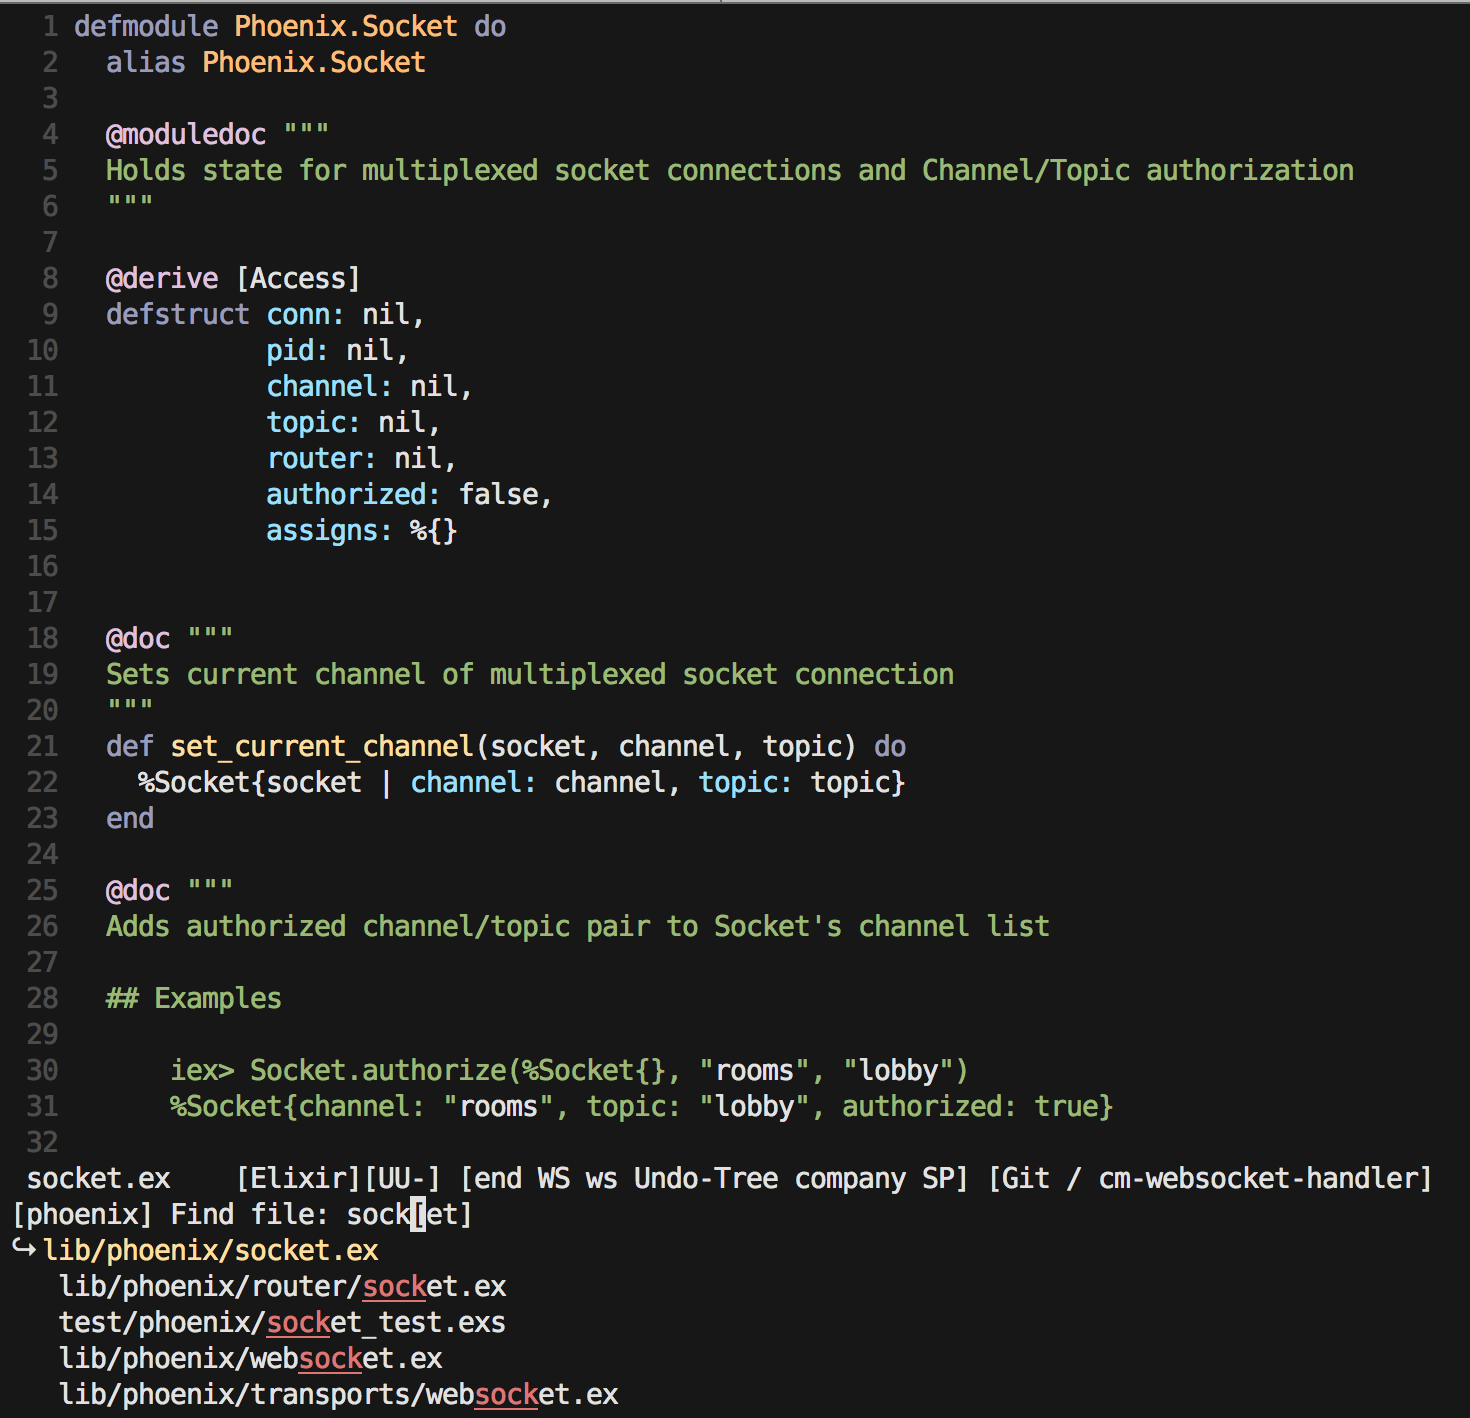 1 defmodule Phoenix.Socket do
2   alias Phoenix.Socket
3
4   @moduledoc """
5   Holds state for multiplexed socket connections and Channel/Topic authorization
6   """
7
8   @derive [Access]
9   defstruct conn: nil,
10            pid: nil,
11            channel: nil,
12            topic: nil,
13            router: nil,
14            authorized: false,
15            assigns: %{}
16
17
18  @doc """
19  Sets current channel of multiplexed socket connection
20  """
21  def set_current_channel(socket, channel, topic) do
22    %Socket{socket | channel: channel, topic: topic}
23  end
24
25  @doc """
26  Adds authorized channel/topic pair to Socket's channel list
27
28  ## Examples
29
30      iex> Socket.authorize(%Socket{}, "rooms", "lobby")
31      %Socket{channel: "rooms", topic: "lobby", authorized: true}
32
socket.ex    [Elixir][UU-] [end WS ws Undo-Tree company SP] [Git / cm-websocket-handler]
[phoenix] Find file: sock[et]
↪ lib/phoenix/socket.ex
lib/phoenix/router/socket.ex
test/phoenix/socket_test.exs
lib/phoenix/websocket.ex
lib/phoenix/transports/websocket.ex